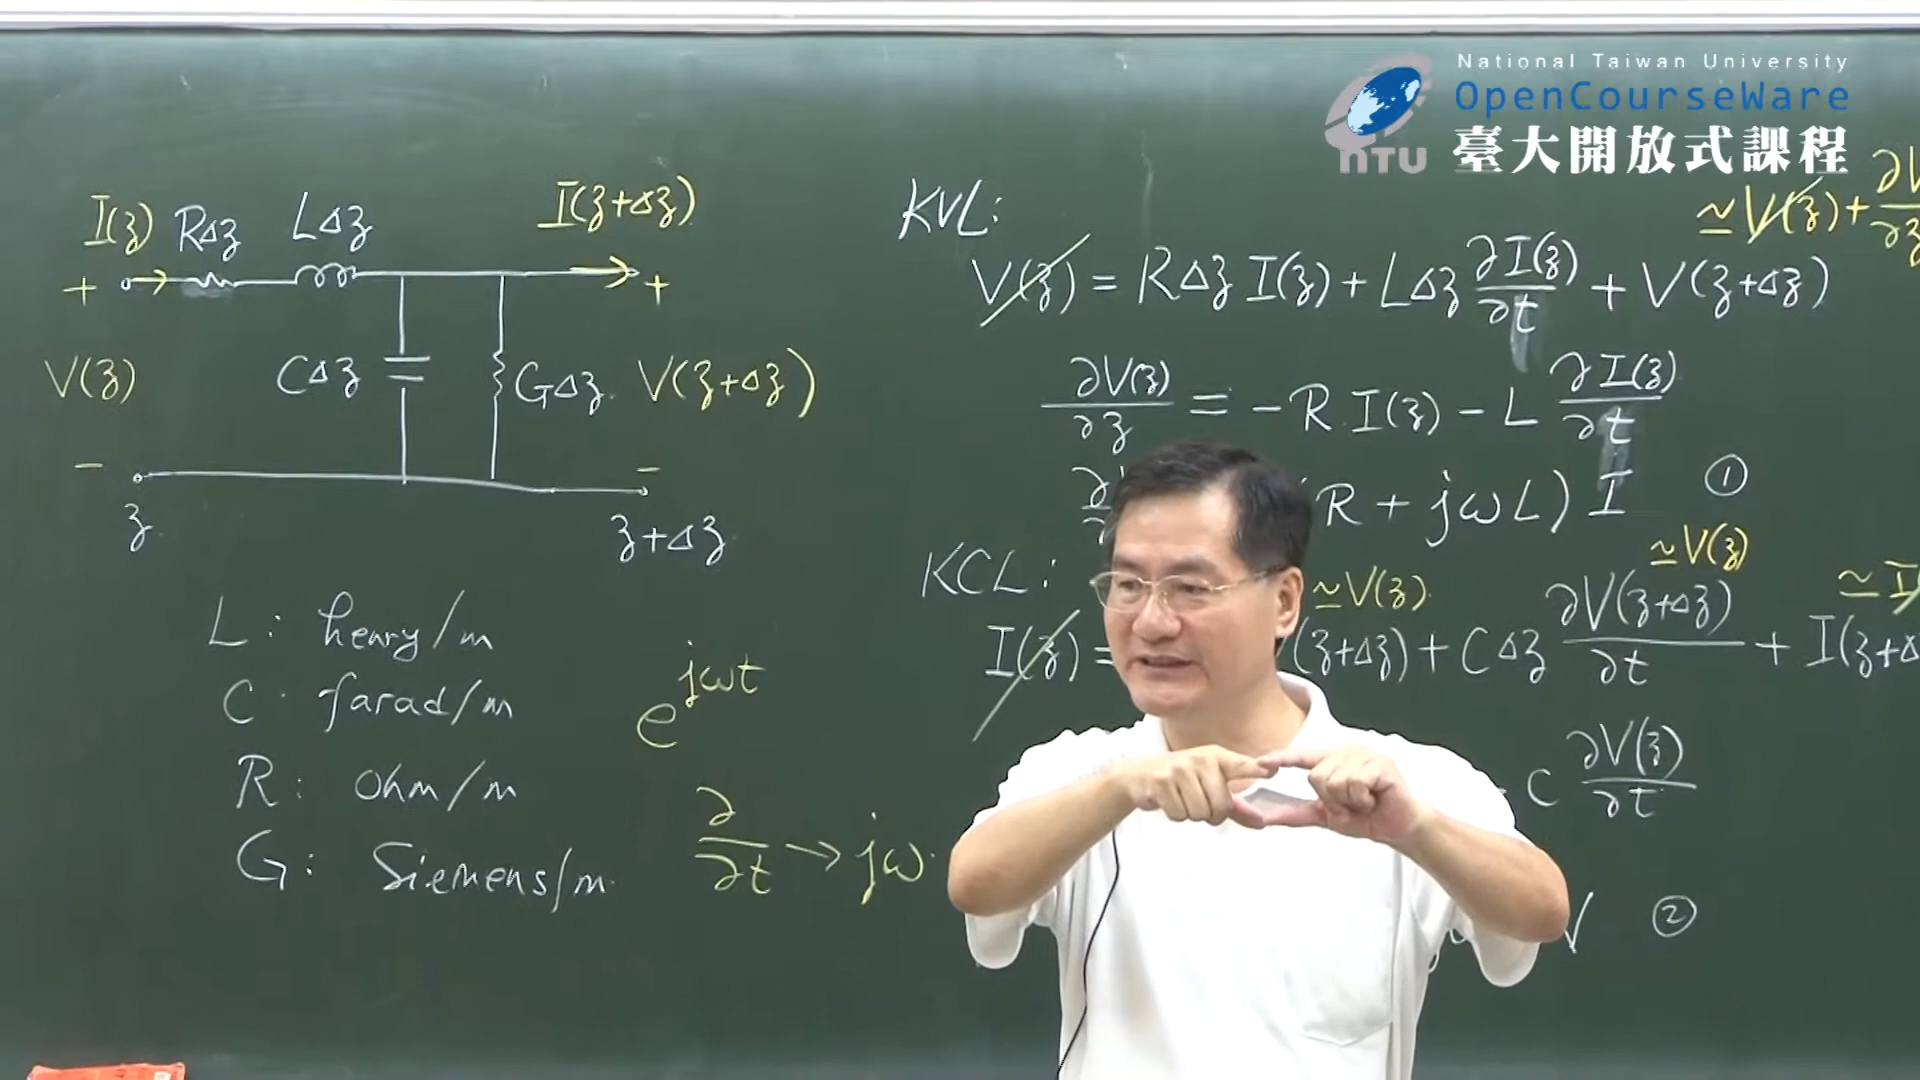 National Taiwan University
OpenCourseWare
臺大開放式課程
NTU
I(z) RΔz LΔz I(z+Δz)
+ +
V(z) CΔz GΔz V(z+Δz)
− −
z z+Δz
L: henry/m
C: farad/m
R: ohm/m
G: Siemens/m
e^{jωt}
∂/∂t → jω
KVL:
≃V(z)+∂V
∂z
V(z) = RΔz I(z) + LΔz ∂I(z)/∂t + V(z+Δz)
∂V(z)/∂z = −R I(z) − L ∂I(z)/∂t
R + jωL) I ①
KCL:
≃V(z) ≃V(z) ≃I
I(z) = (z+Δz) + CΔz ∂V(z+Δz)/∂t + I(z+Δ
C ∂V(z)/∂t
V ②